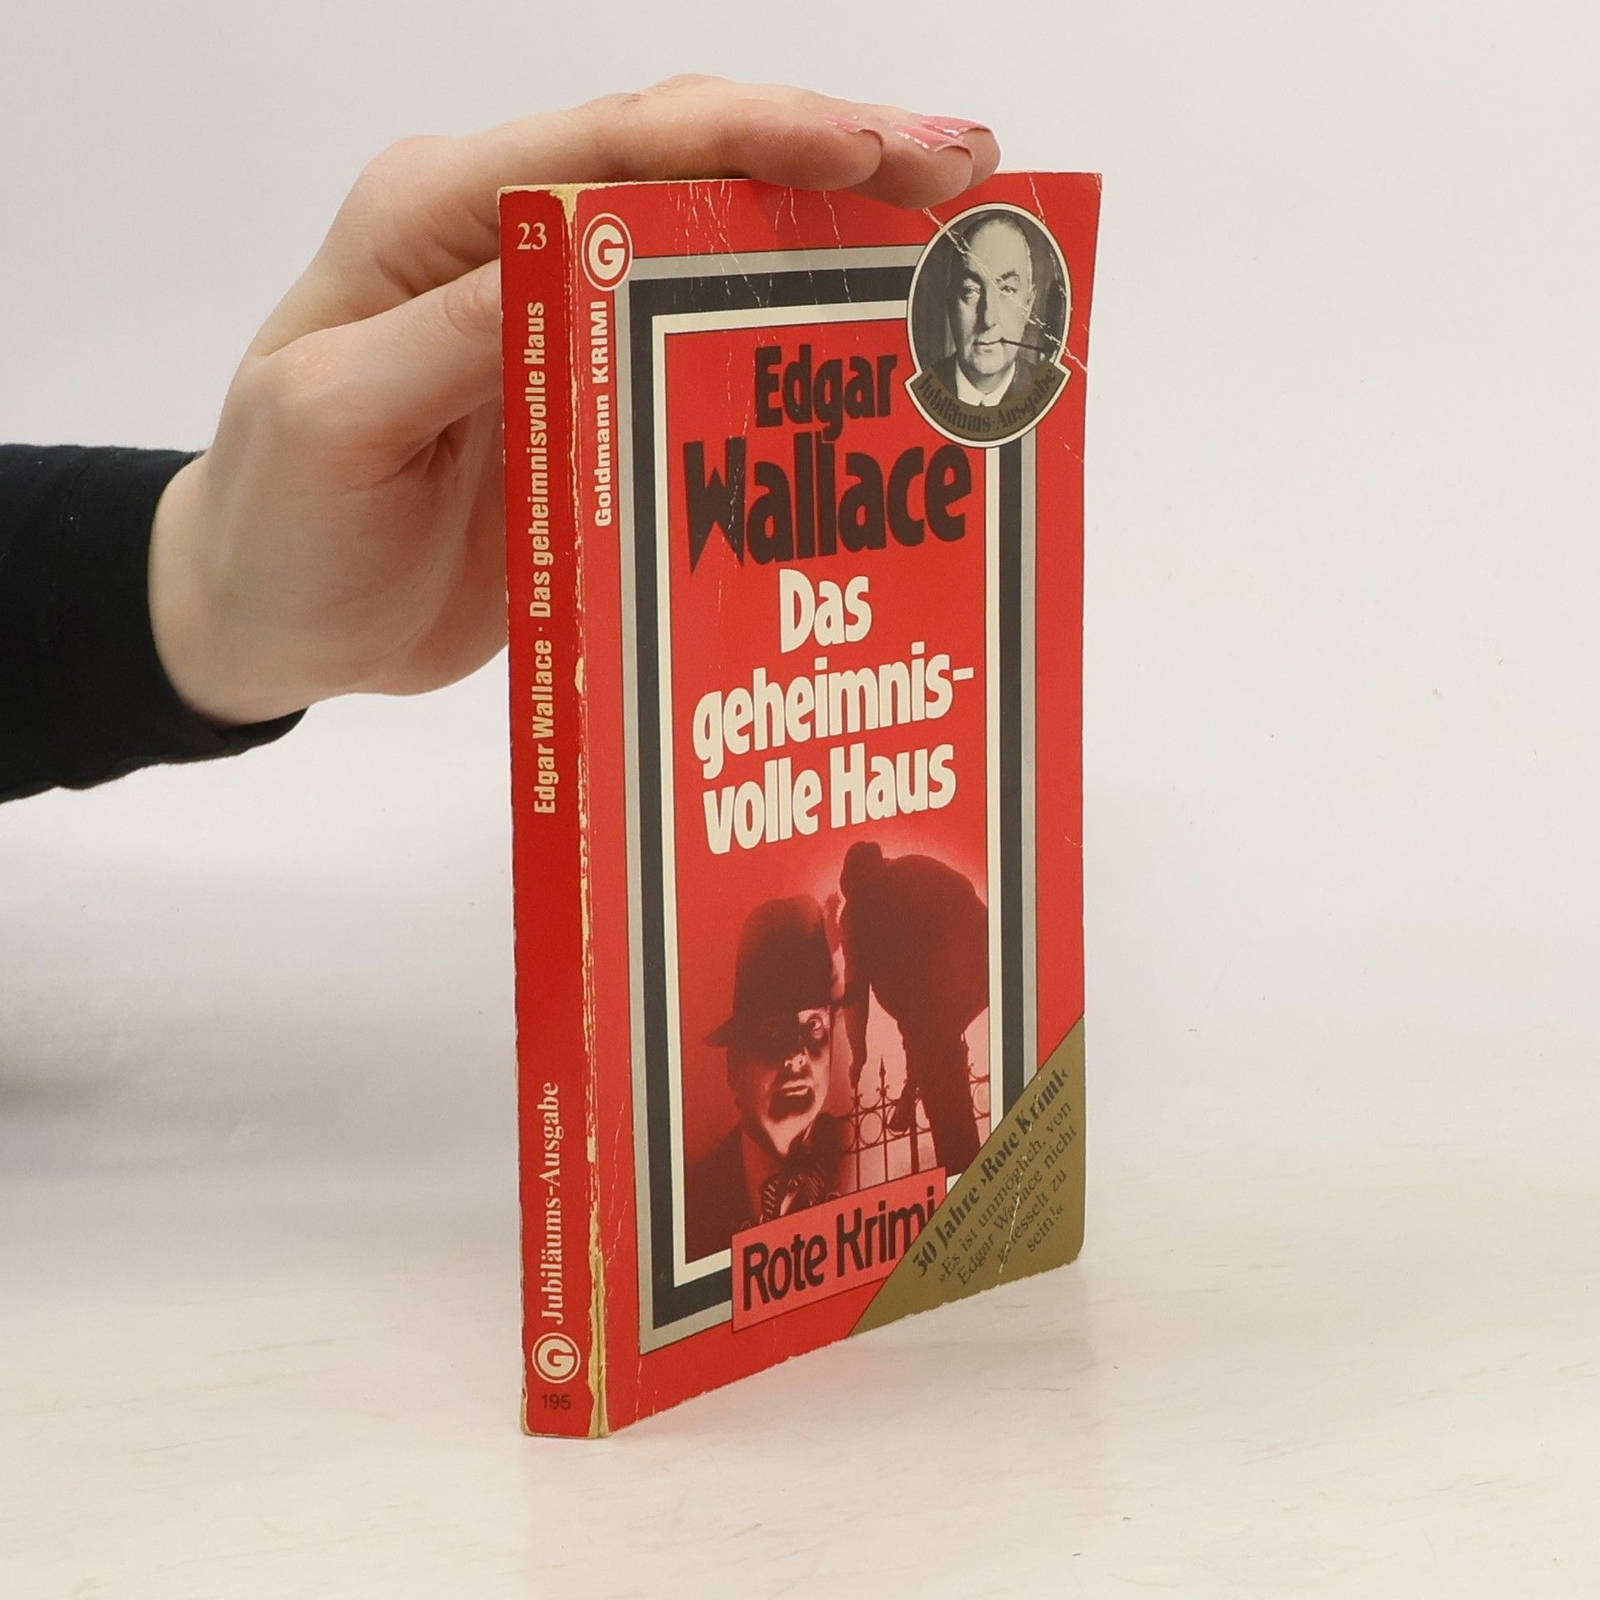 23
Edgar Wallace · Das geheimnisvolle Haus
Jubiläums-Ausgabe
G
195
G
Goldmann KRIMI
Jubiläums-Ausgabe
Edgar
Wallace
Das
geheimnis-
volle Haus
Rote Krimi
50 Jahre ›Rote Krimi‹
»Es ist unmöglich, von
Edgar Wallace nicht
gefesselt zu
sein!«